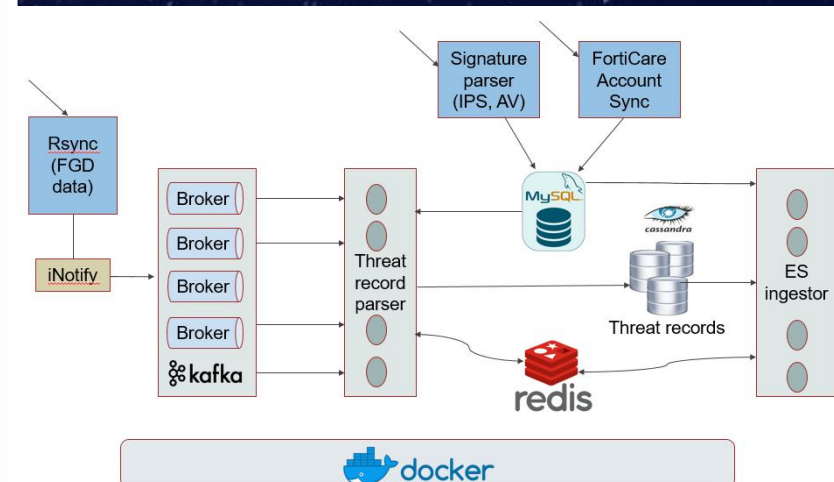 Signature
parser
(IPS, AV)
FortiCare
Account
Sync
Rsync
(FGD
data)
iNotify
Broker
Broker
Broker
Broker
kafka
Threat
record
parser
MySQL
cassandra
Threat records
redis
ES
ingestor
docker